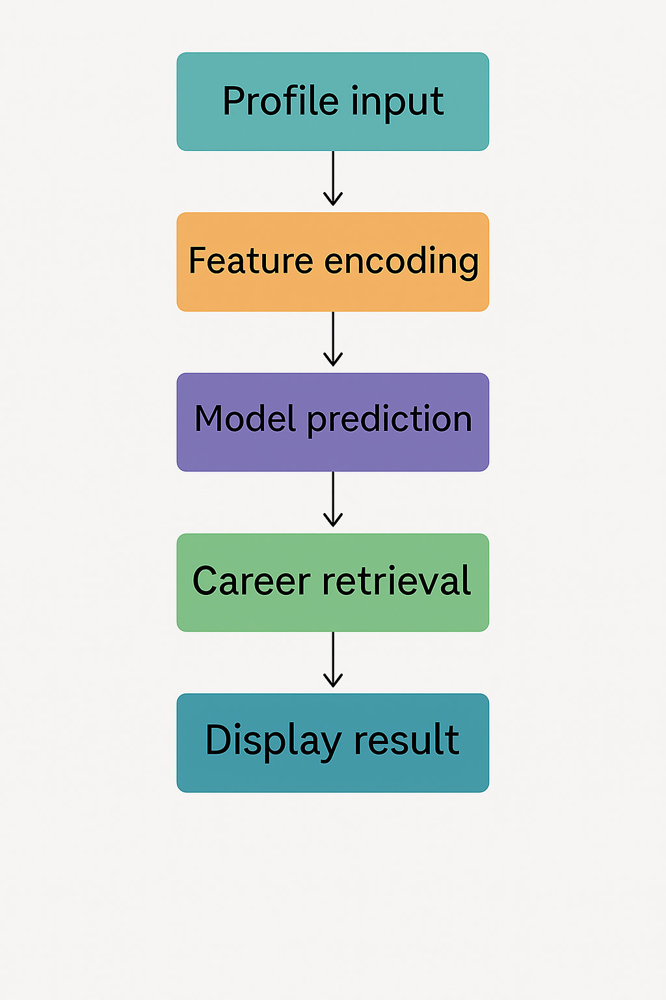 Profile input
Feature encoding
Model prediction
Career retrieval
Display result